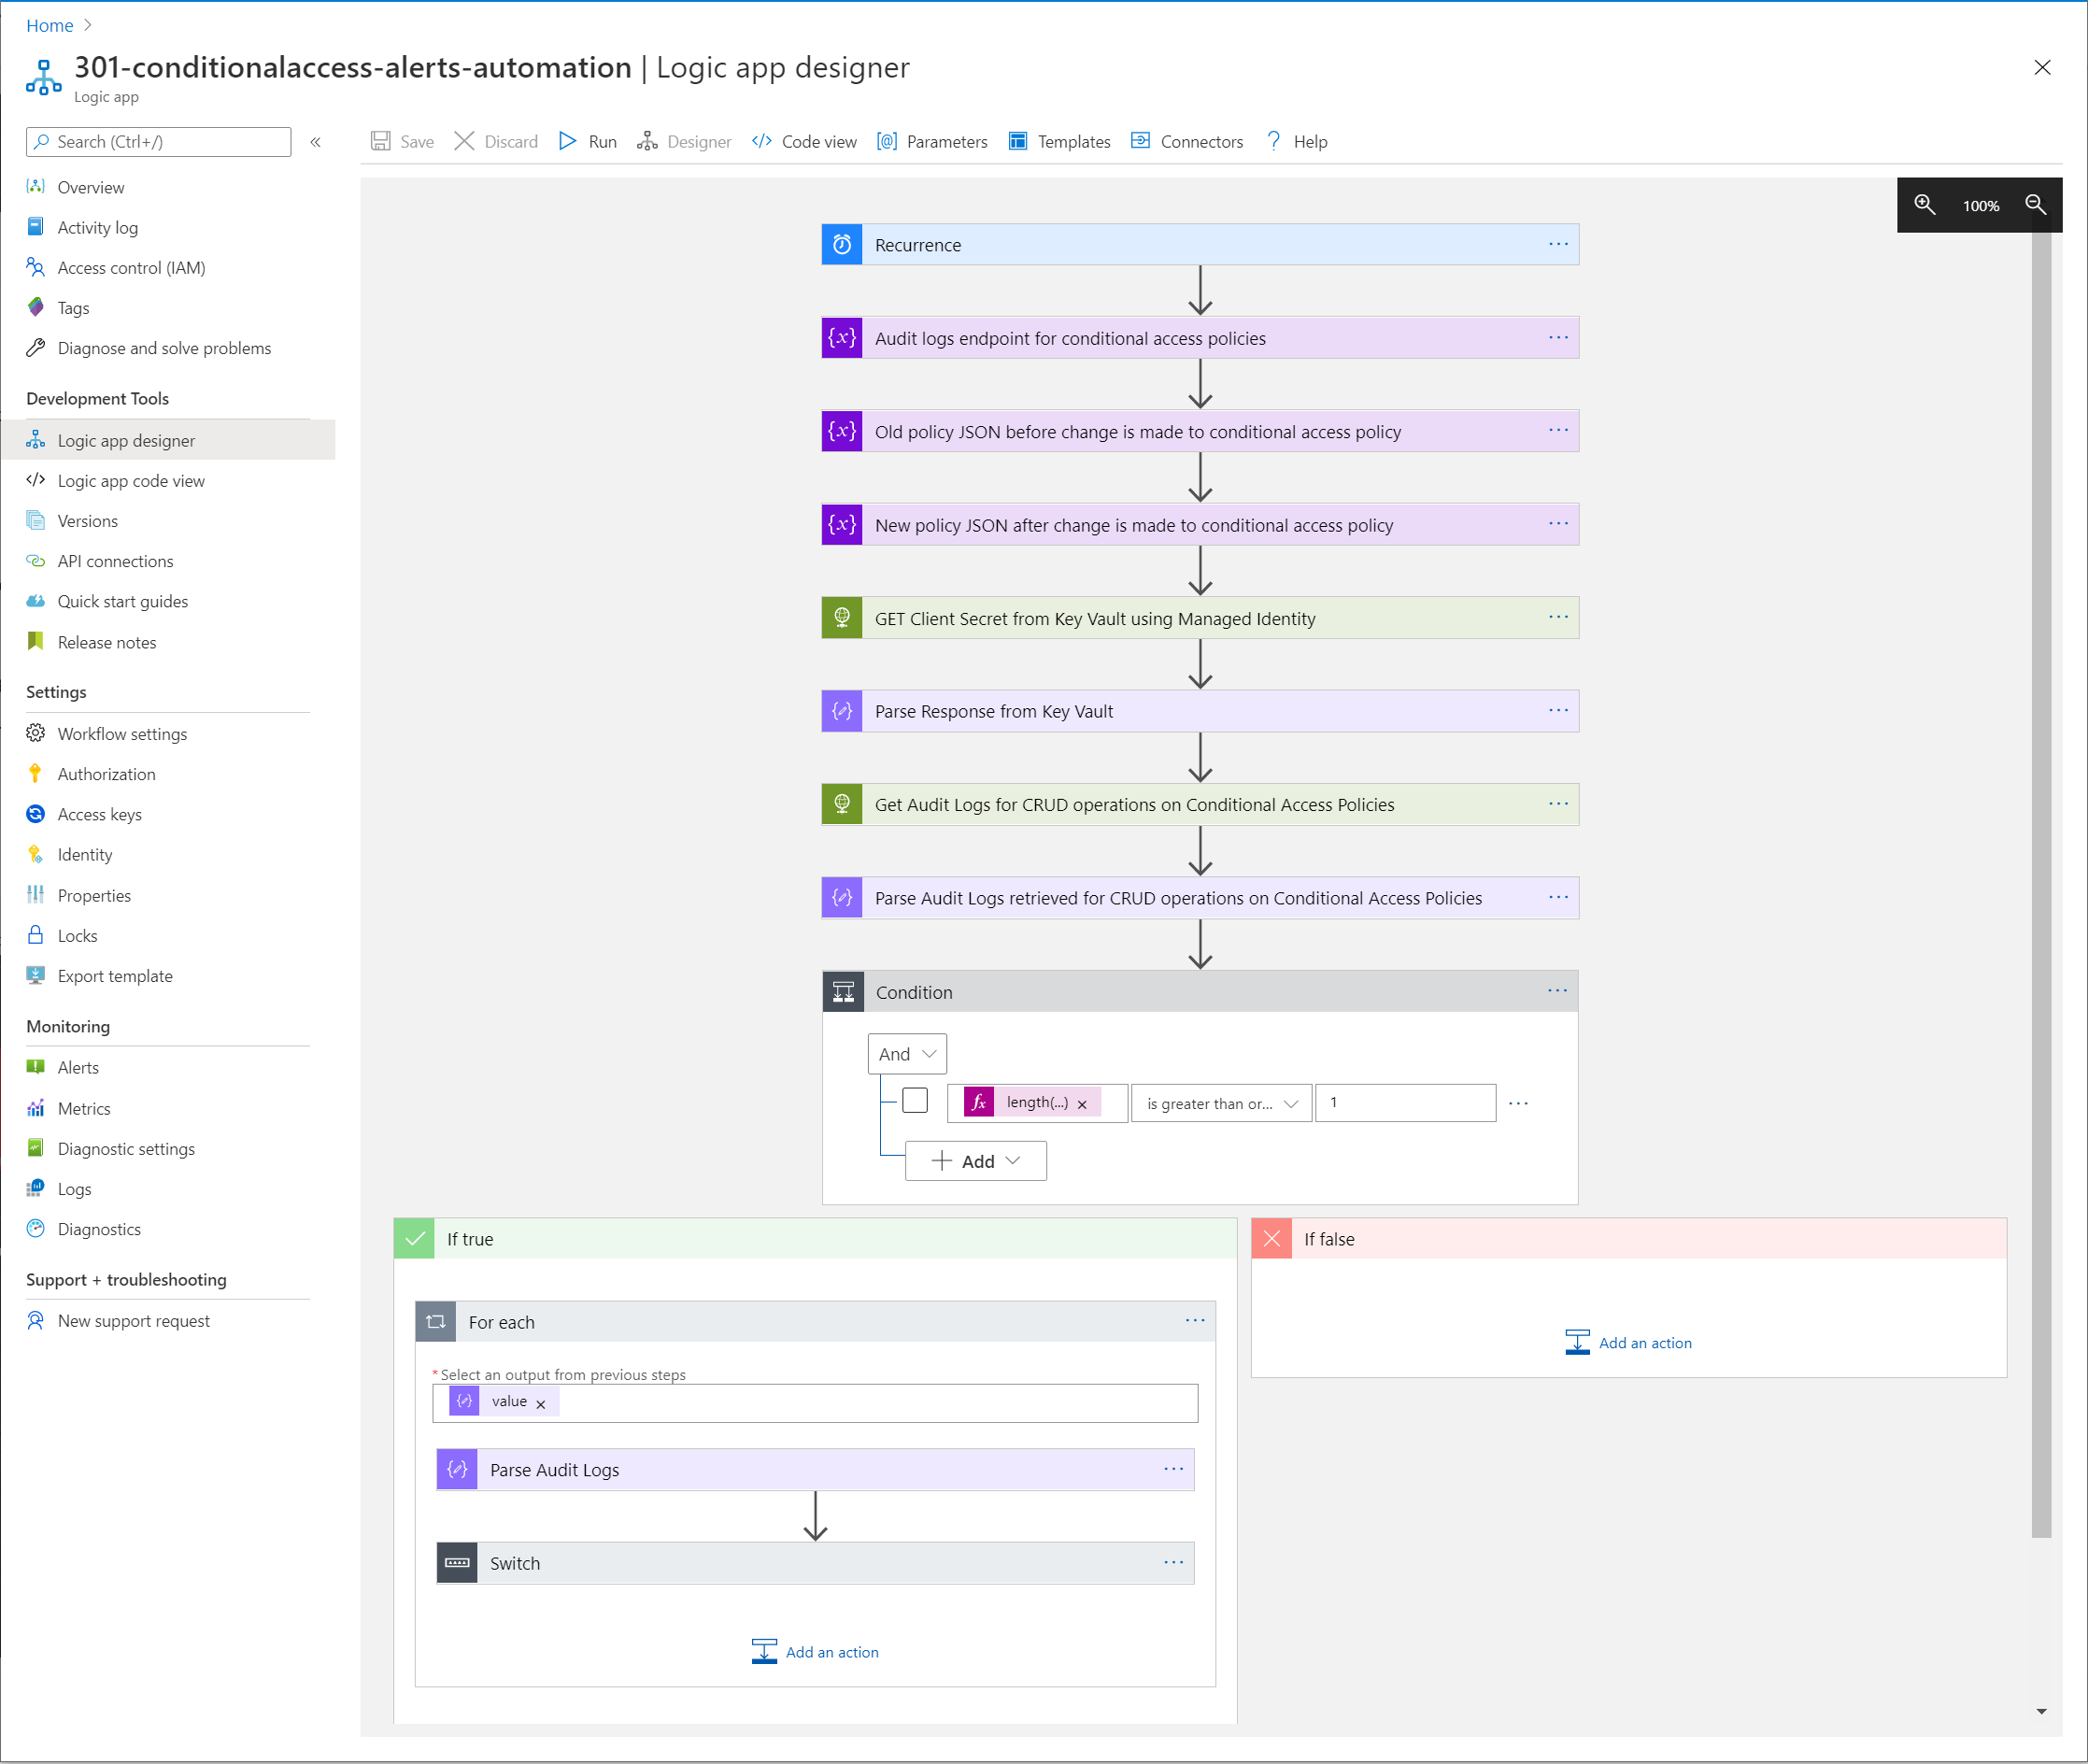 Home
301-conditionalaccess-alerts-automation | Logic app designer
Logic app
Search (Ctrl+/)
«
Save
Discard
Run
Designer
Code view
Parameters
Templates
Connectors
? Help
Overview
Activity log
Access control (IAM)
Tags
Diagnose and solve problems
Development Tools
Logic app designer
Logic app code view
Versions
API connections
Quick start guides
Release notes
Settings
Workflow settings
Authorization
Access keys
Identity
Properties
Locks
Export template
Monitoring
Alerts
Metrics
Diagnostic settings
Logs
Diagnostics
Support + troubleshooting
New support request
100%
Recurrence
{x} Audit logs endpoint for conditional access policies
{x} Old policy JSON before change is made to conditional access policy
{x} New policy JSON after change is made to conditional access policy
GET Client Secret from Key Vault using Managed Identity
Parse Response from Key Vault
Get Audit Logs for CRUD operations on Conditional Access Policies
Parse Audit Logs retrieved for CRUD operations on Conditional Access Policies
Condition
And
fx length(...) × is greater than or... 1
Add
If true
For each
* Select an output from previous steps
value ×
Parse Audit Logs
Switch
Add an action
If false
Add an action